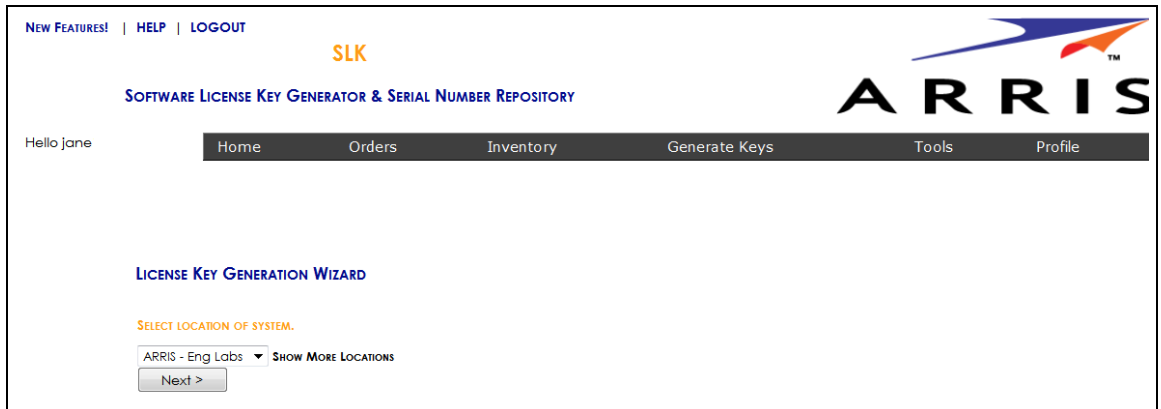 NEW FEATURES! | HELP | LOGOUT
SLK
SOFTWARE LICENSE KEY GENERATOR & SERIAL NUMBER REPOSITORY
TM
ARRIS
Hello jane
Home Orders Inventory Generate Keys Tools Profile
LICENSE KEY GENERATION WIZARD
SELECT LOCATION OF SYSTEM.
ARRIS - Eng Labs SHOW MORE LOCATIONS
Next >